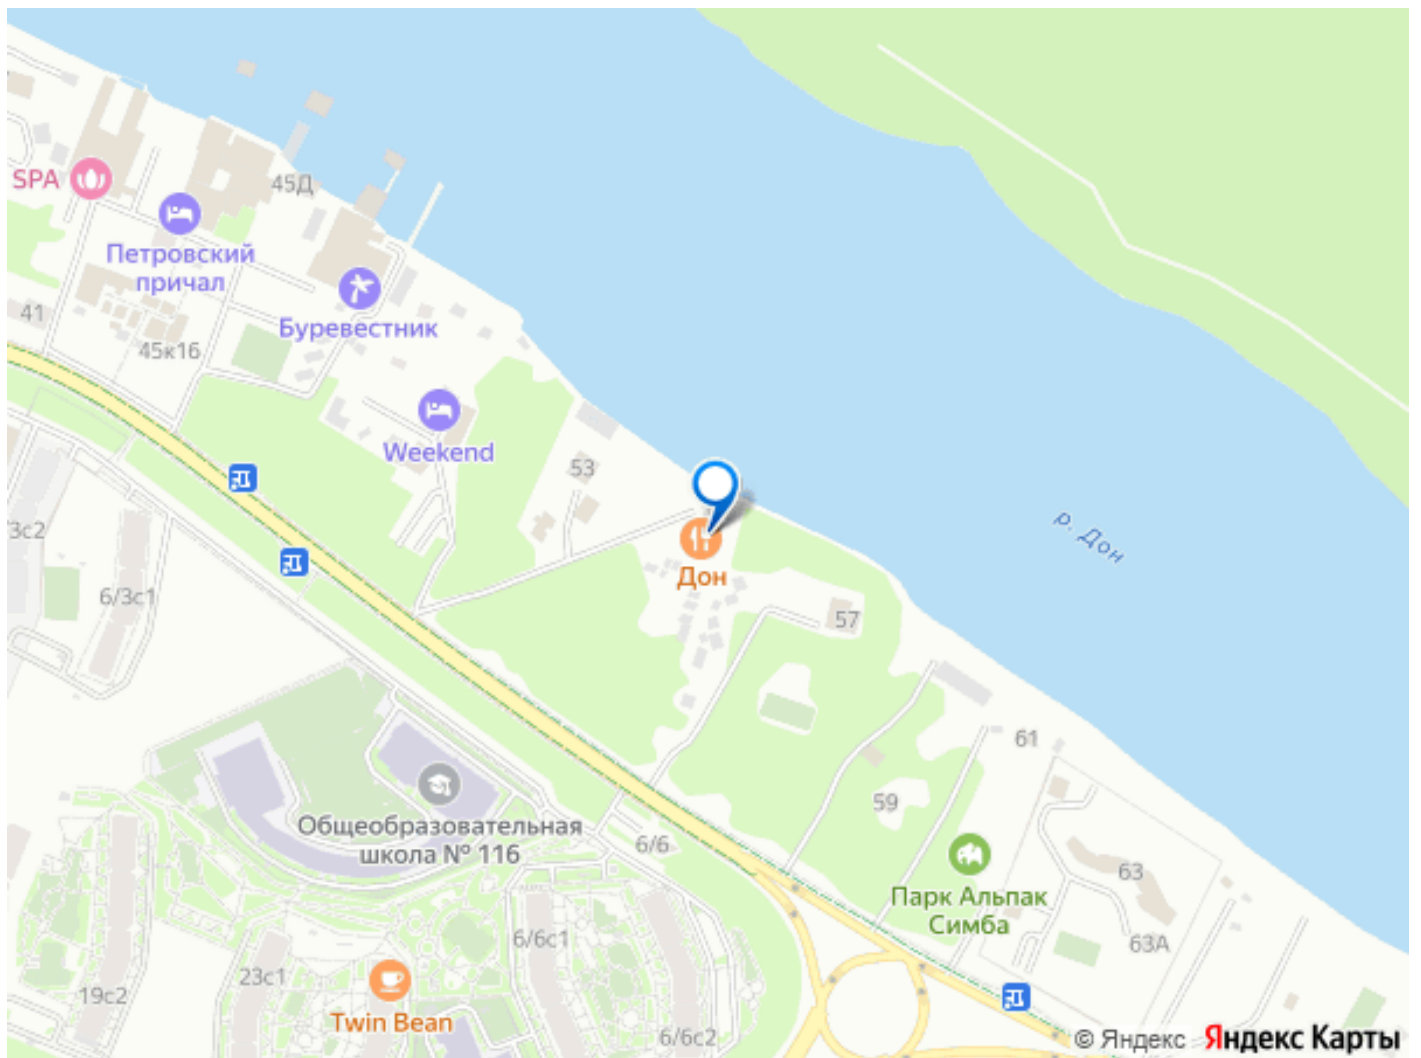 SPA
45Д
Петровский
причал
41
45к16
Буревестник
Weekend
53
р. Дон
/3с2
6/3с1
Дон
57
61
59
6/6
Общеобразовательная
школа № 116
63
Парк Альпак
Симба
63А
6/6с1
23с1
19с2
Twin Bean
6/6с2
© Яндекс Яндекс Карты